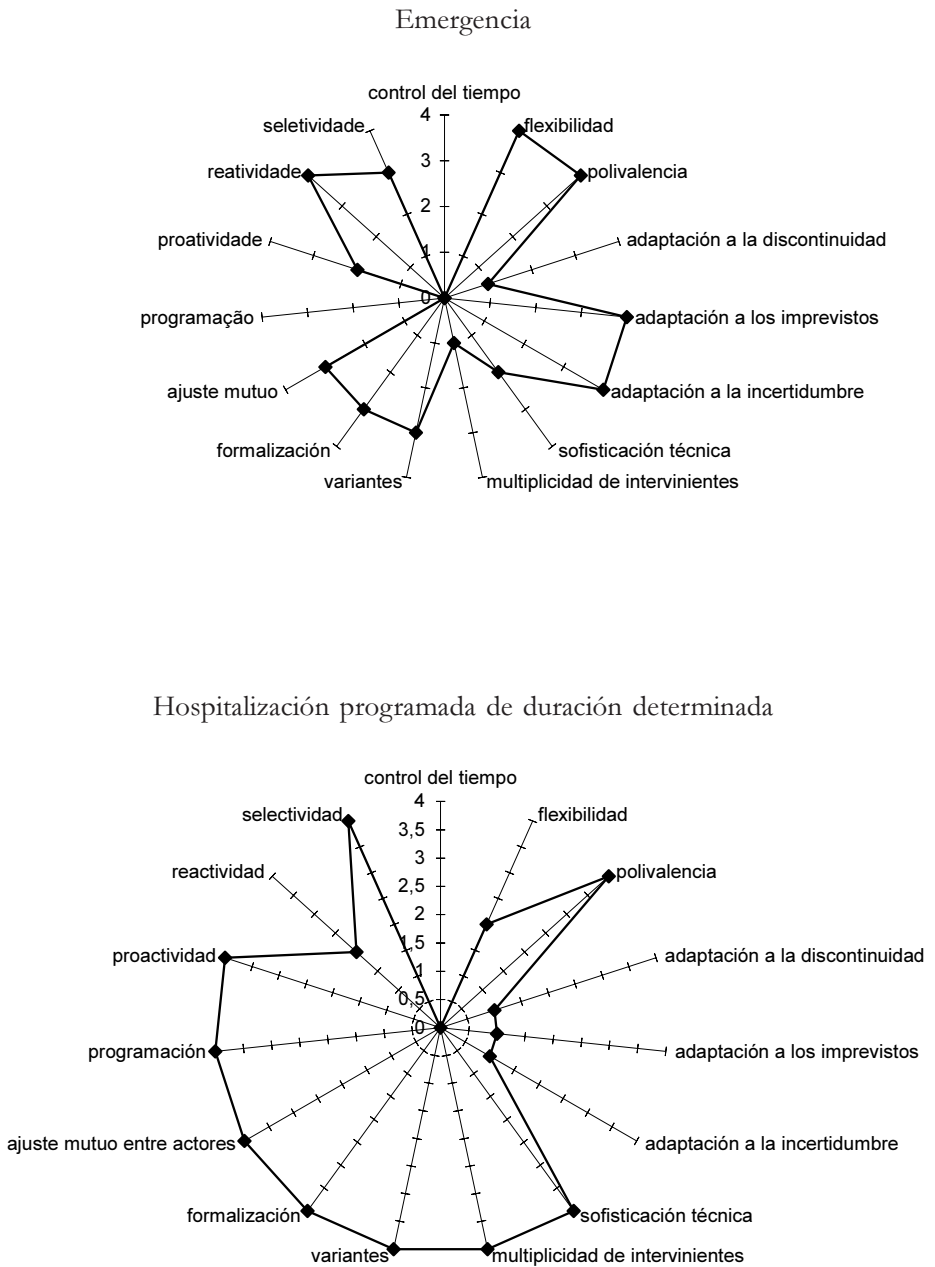 Emergencia
control del tiempo
4
seletividade
flexibilidad
3
reatividade
polivalencia
2
proatividade
adaptación a la discontinuidad
1
0
programação
adaptación a los imprevistos
ajuste mutuo
adaptación a la incertidumbre
formalización
sofisticación técnica
variantes
multiplicidad de intervinientes
Hospitalización programada de duración determinada
control del tiempo
4
selectividad
flexibilidad
3,5
3
reactividad
polivalencia
2,5
2
1,5
proactividad
adaptación a la discontinuidad
1
0,5
0
programación
adaptación a los imprevistos
ajuste mutuo entre actores
adaptación a la incertidumbre
formalización
sofisticación técnica
variantes
multiplicidad de intervinientes